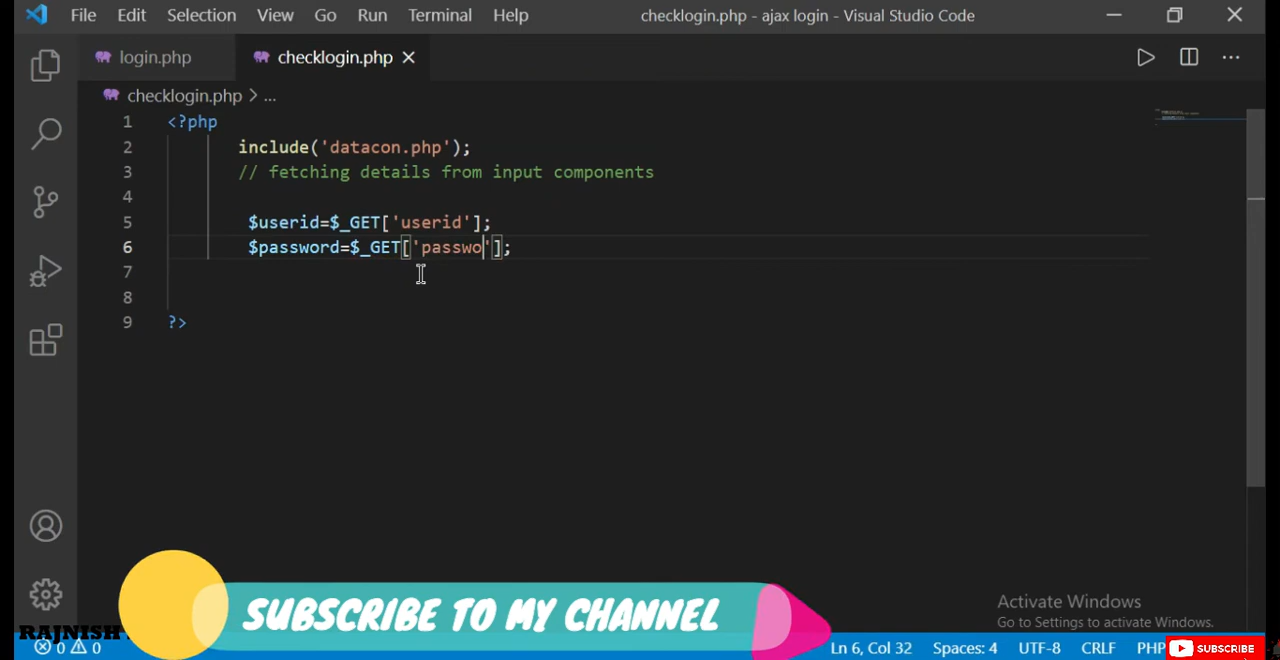 File Edit Selection View Go Run Terminal Help checklogin.php - ajax login - Visual Studio Code
login.php checklogin.php
checklogin.php > ...
1 <?php
2 include('datacon.php');
3 // fetching details from input components
4
5 $userid=$_GET['userid'];
6 $password=$_GET['passwo'];
7
8
9 ?>
SUBSCRIBE TO MY CHANNEL
Activate Windows
Go to Settings to activate Windows.
RAJNISH
0 0 Ln 6, Col 32 Spaces: 4 UTF-8 CRLF PHP SUBSCRIBE